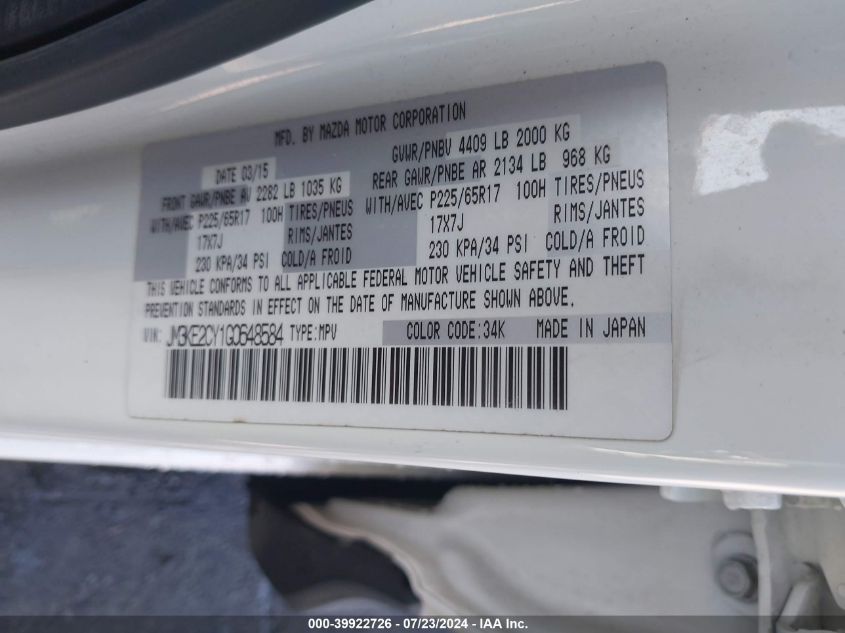 MFD. BY MAZDA MOTOR CORPORATION
DATE 03/15 GVWR/PNBV 4409 LB 2000 KG
FRONT GAWR/PNBE AV 2282 LB 1035 KG REAR GAWR/PNBE AR 2134 LB 968 KG
WITH/AVEC P225/65R17 100H TIRES/PNEUS WITH/AVEC P225/65R17 100H TIRES/PNEUS
17X7J RIMS/JANTES 17X7J RIMS/JANTES
230 KPA/34 PSI COLD/A FROID 230 KPA/34 PSI COLD/A FROID
THIS VEHICLE CONFORMS TO ALL APPLICABLE FEDERAL MOTOR VEHICLE SAFETY AND THEFT
PREVENTION STANDARDS IN EFFECT ON THE DATE OF MANUFACTURE SHOWN ABOVE.
VIN: JM3KE2CY1G0648584 TYPE:MPV COLOR CODE:34K MADE IN JAPAN
000-39922726 - 07/23/2024 - IAA Inc.